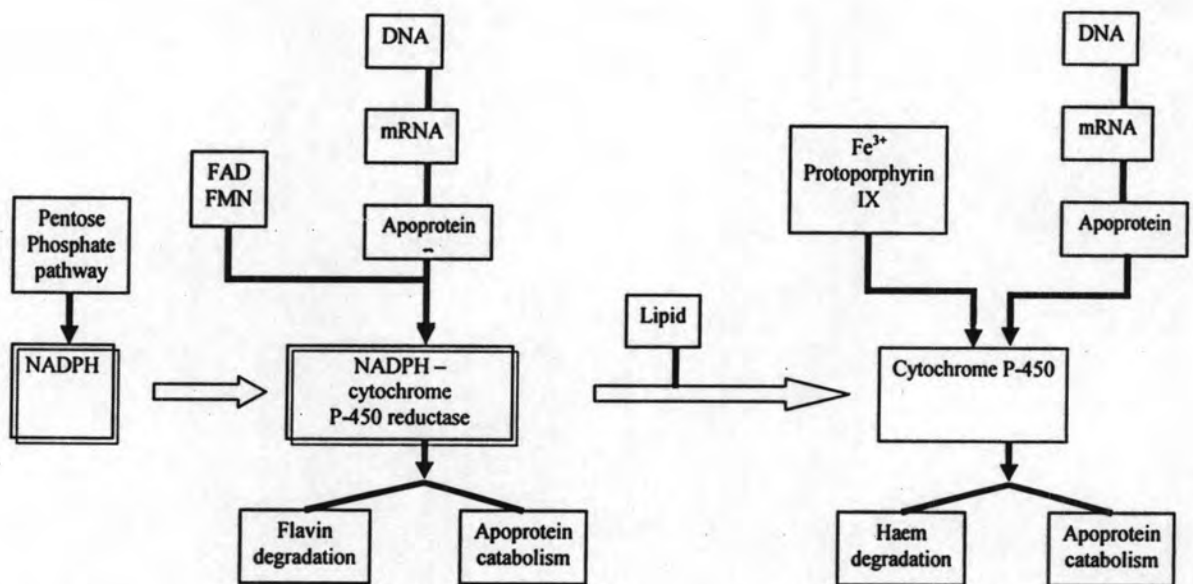 DNA
mRNA
FAD
FMN
Apoprotein
Pentose
Phosphate
pathway
NADPH
NADPH –
cytochrome
P-450 reductase
Flavin
degradation
Apoprotein
catabolism
Lipid
DNA
mRNA
Fe³⁺
Protoporphyrin
IX
Apoprotein
Cytochrome P-450
Haem
degradation
Apoprotein
catabolism